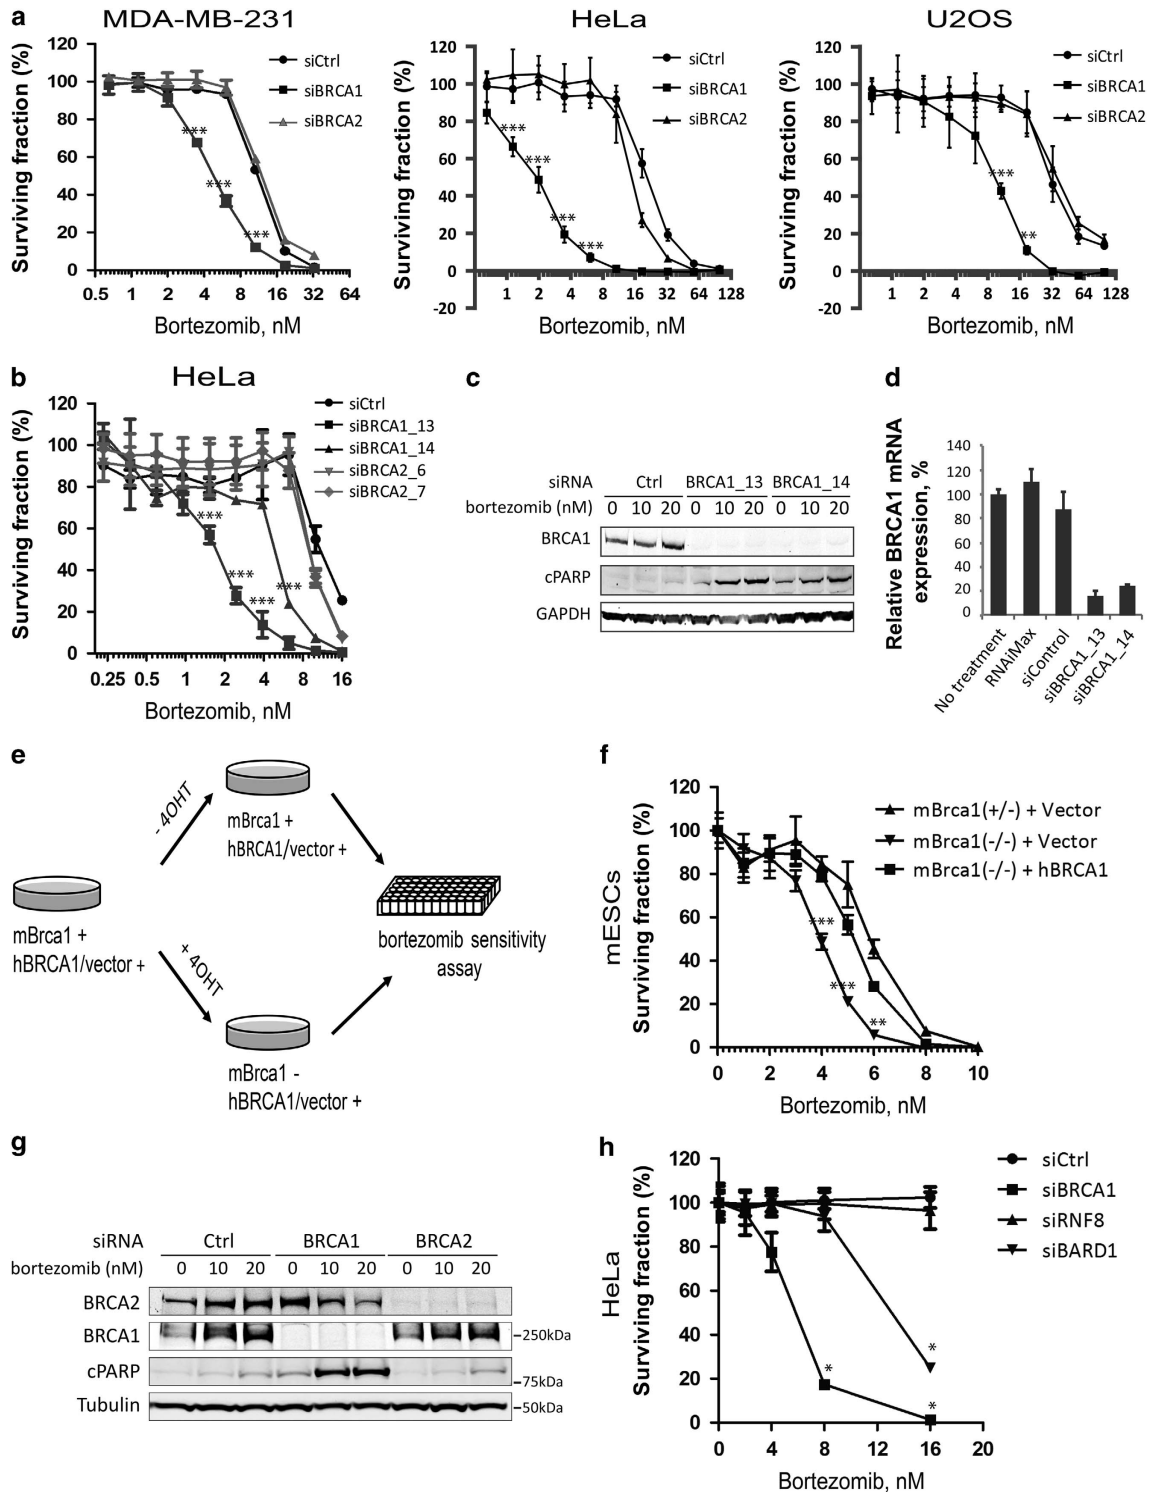 a
MDA-MB-231
HeLa
U2OS
Surviving fraction (%)
120
100
80
60
40
20
0
0.5 1 2 4 8 16 32 64
Bortezomib, nM
siCtrl
siBRCA1
siBRCA2
***
***
***
Surviving fraction (%)
120
100
80
60
40
20
0
-20
1 2 4 8 16 32 64 128
Bortezomib, nM
siCtrl
siBRCA1
siBRCA2
***
***
***
***
Surviving fraction (%)
120
100
80
60
40
20
0
-20
1 2 4 8 16 32 64 128
Bortezomib, nM
siCtrl
siBRCA1
siBRCA2
***
**
b
HeLa
Surviving fraction (%)
120
100
80
60
40
20
0
0.25 0.5 1 2 4 8 16
Bortezomib, nM
siCtrl
siBRCA1_13
siBRCA1_14
siBRCA2_6
siBRCA2_7
***
***
***
***
c
siRNA Ctrl BRCA1_13 BRCA1_14
bortezomib (nM) 0 10 20 0 10 20 0 10 20
BRCA1
cPARP
GAPDH
d
Relative BRCA1 mRNA
expression, %
140
120
100
80
60
40
20
0
No treatment
RNAiMax
siControl
siBRCA1_13
siBRCA1_14
e
- 4OHT
mBrca1 +
hBRCA1/vector +
mBrca1 +
hBRCA1/vector +
+ 4OHT
bortezomib sensitivity
assay
mBrca1 -
hBRCA1/vector +
f
mESCs
Surviving fraction (%)
120
100
80
60
40
20
0
0 2 4 6 8 10
Bortezomib, nM
mBrca1(+/-) + Vector
mBrca1(-/-) + Vector
mBrca1(-/-) + hBRCA1
***
***
**
g
siRNA Ctrl BRCA1 BRCA2
bortezomib (nM) 0 10 20 0 10 20 0 10 20
BRCA2
BRCA1
–250kDa
cPARP
–75kDa
Tubulin
–50kDa
h
HeLa
Surviving fraction (%)
120
100
80
60
40
20
0
0 4 8 12 16 20
Bortezomib, nM
siCtrl
siBRCA1
siRNF8
siBARD1
*
*
*